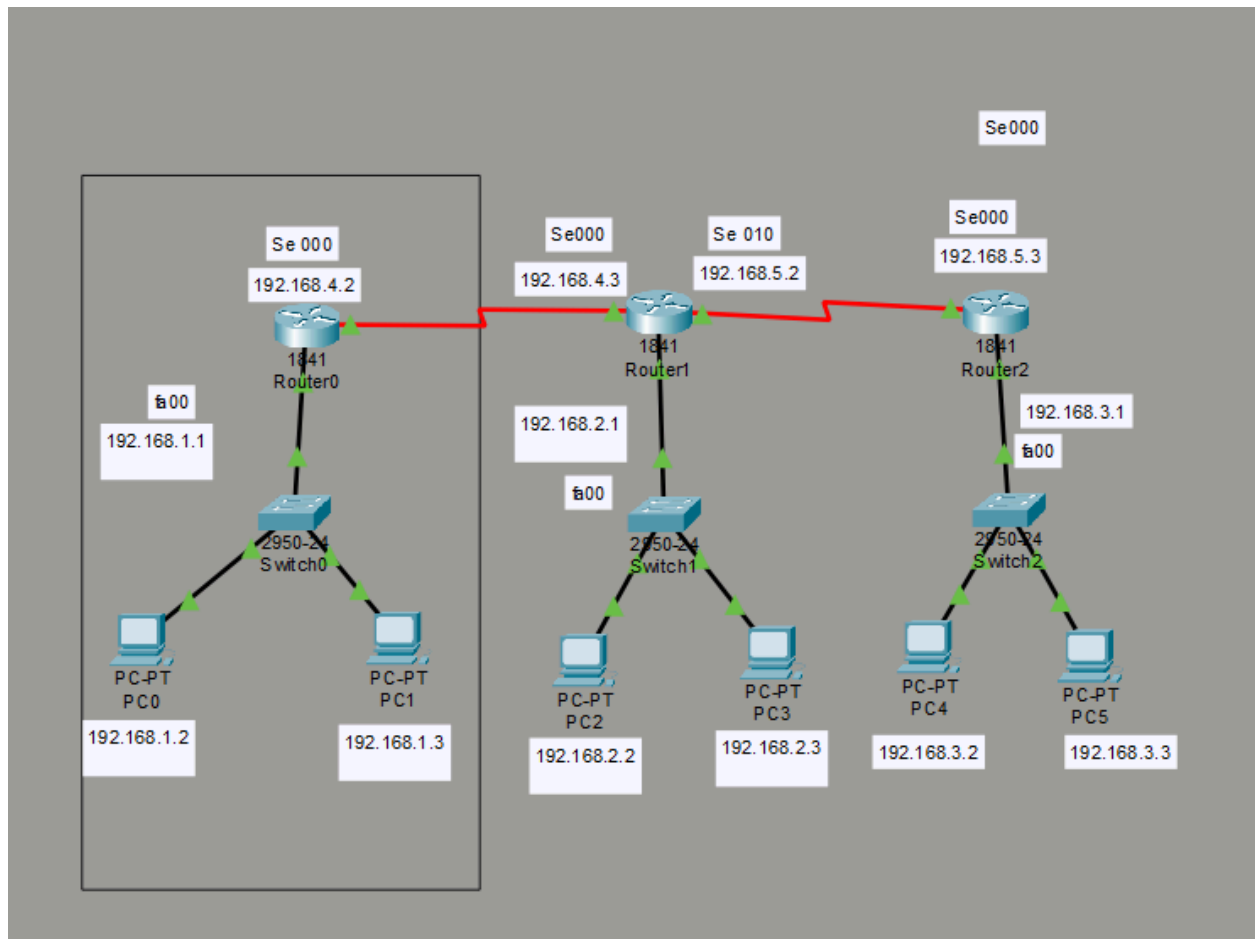 Se000
Se 000
192.168.4.2
Se000
192.168.4.3
Se 010
192.168.5.2
Se000
192.168.5.3
1841
Router0
1841
Router1
1841
Router2
fa00
192.168.1.1
192.168.2.1
fa00
192.168.3.1
fa00
2950-24
Switch0
2950-24
Switch1
2950-24
Switch2
PC-PT
PC0
192.168.1.2
PC-PT
PC1
192.168.1.3
PC-PT
PC2
192.168.2.2
PC-PT
PC3
192.168.2.3
PC-PT
PC4
192.168.3.2
PC-PT
PC5
192.168.3.3